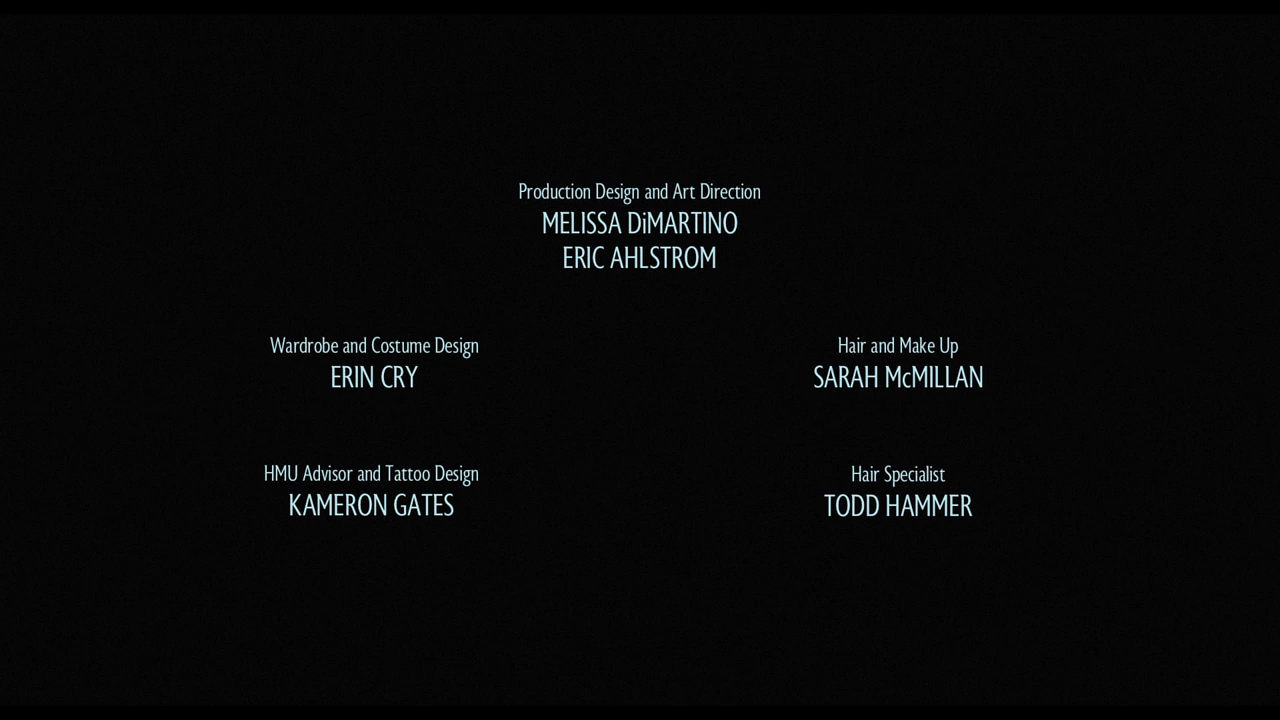 Production Design and Art Direction
MELISSA DiMARTINO
ERIC AHLSTROM
Wardrobe and Costume Design
ERIN CRY
Hair and Make Up
SARAH McMILLAN
HMU Advisor and Tattoo Design
KAMERON GATES
Hair Specialist
TODD HAMMER